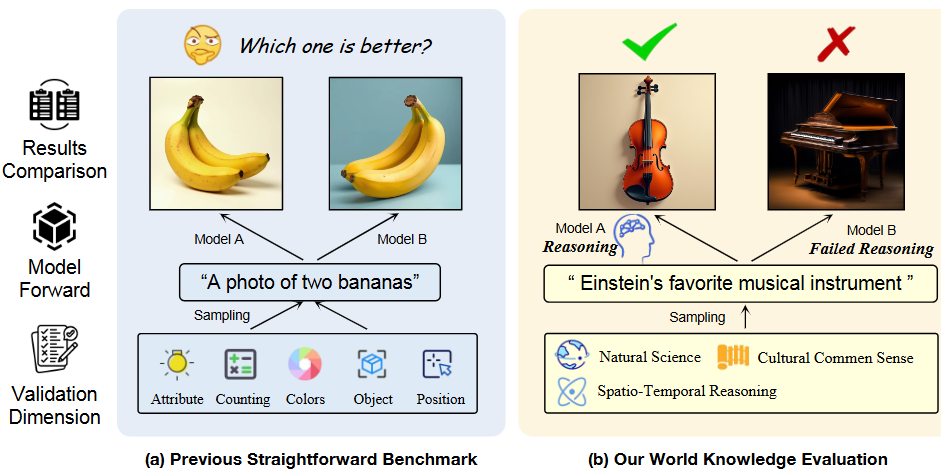 Which one is better?
Results
Comparison
Model A
Model B
Model A
Reasoning
Model B
Failed Reasoning
Model
Forward
“A photo of two bananas”
“ Einstein's favorite musical instrument ”
Sampling
Sampling
Validation
Dimension
Attribute
Counting
Colors
Object
Position
Natural Science
Cultural Commen Sense
Spatio-Temporal Reasoning
(a) Previous Straightforward Benchmark
(b) Our World Knowledge Evaluation